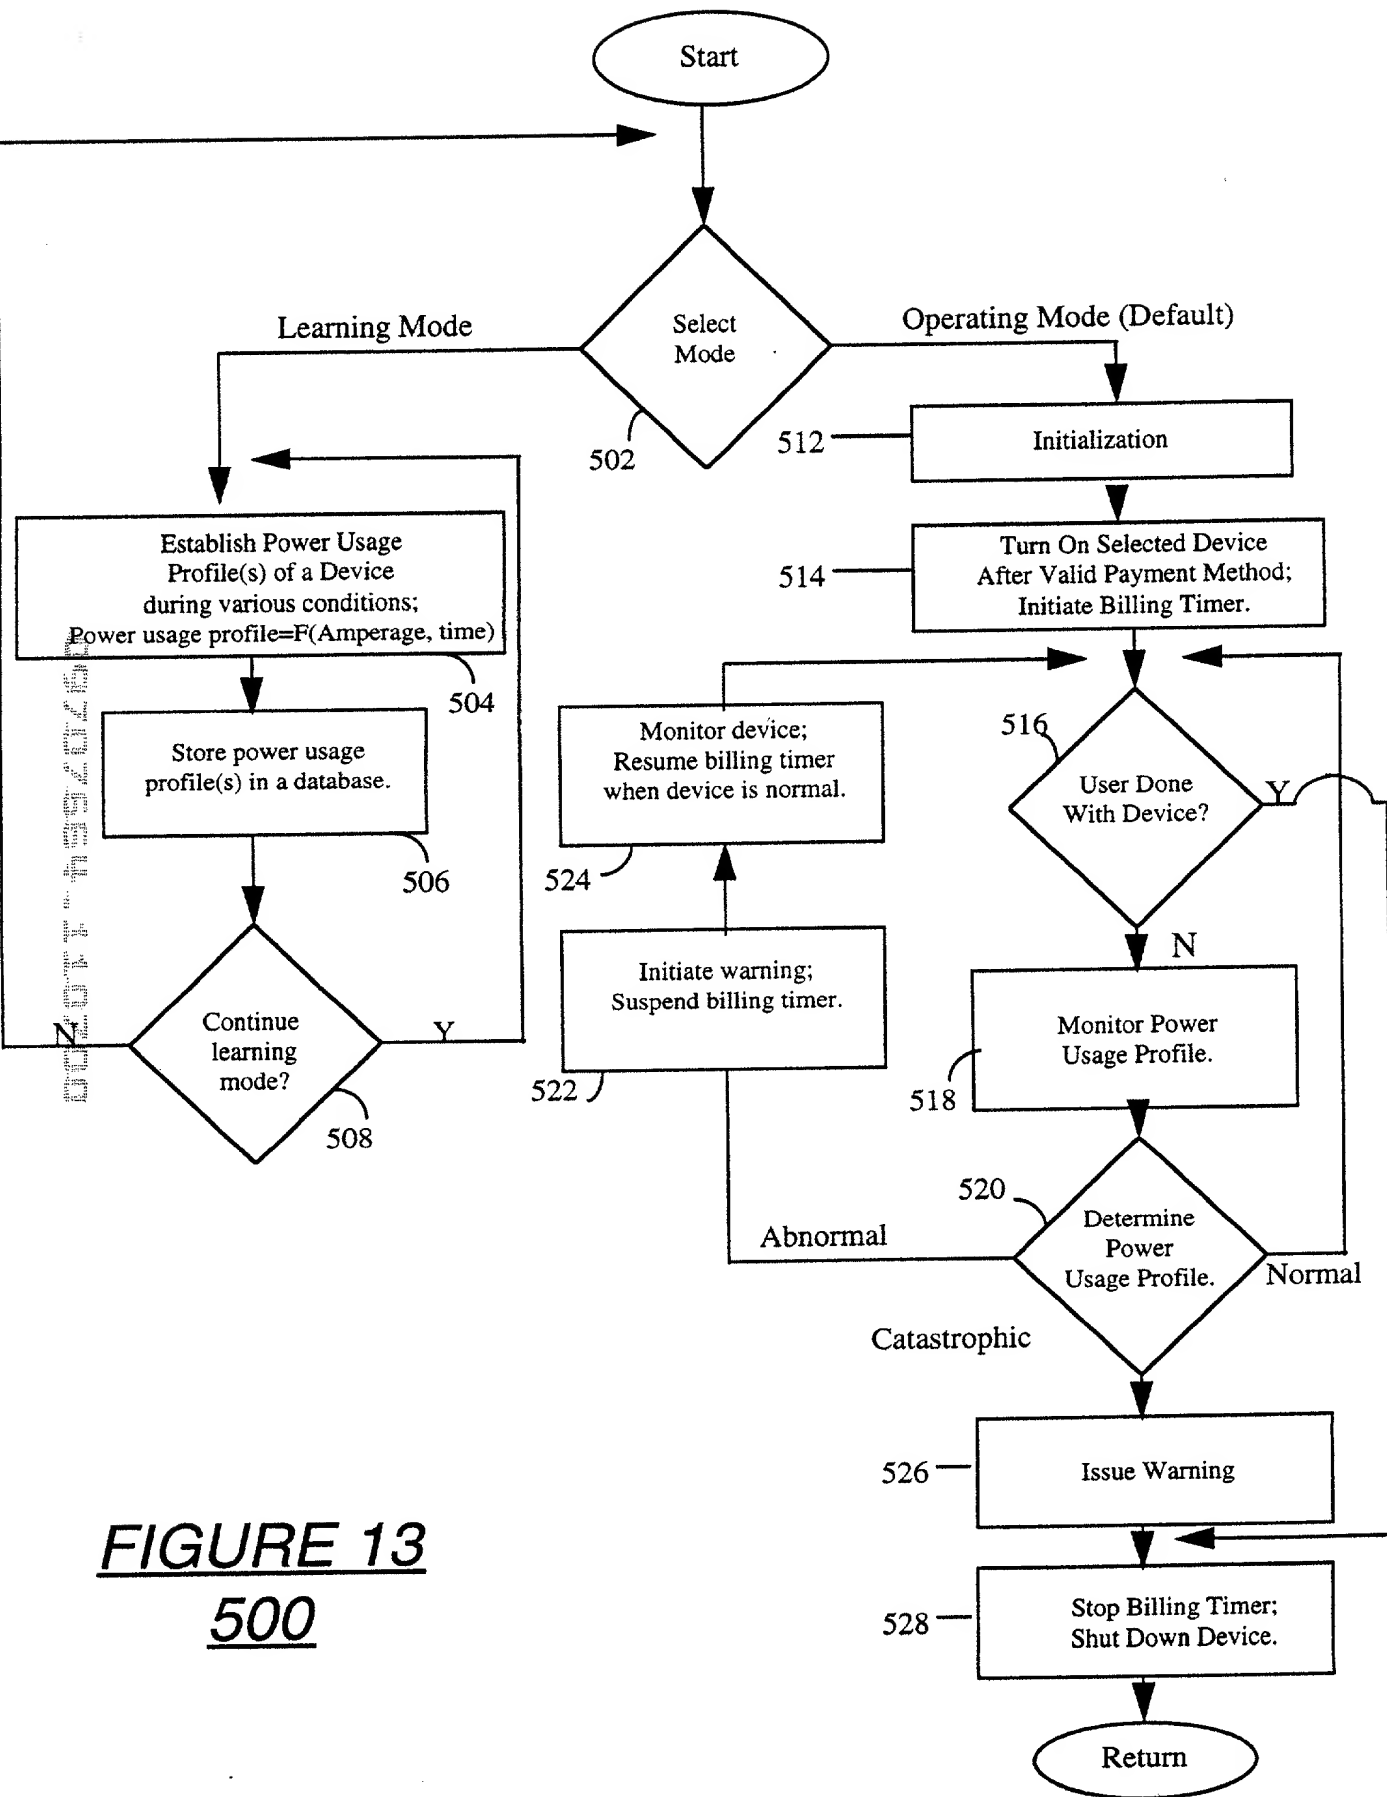 Start
Select
Mode
502
Learning Mode
Operating Mode (Default)
Establish Power Usage
Profile(s) of a Device
during various conditions;
Power usage profile=F(Amperage, time)
504
Store power usage
profile(s) in a database.
506
Continue
learning
mode?
508
N
Y
512
Initialization
514
Turn On Selected Device
After Valid Payment Method;
Initiate Billing Timer.
516
User Done
With Device?
Y
N
Monitor device;
Resume billing timer
when device is normal.
524
Initiate warning;
Suspend billing timer.
522
Monitor Power
Usage Profile.
518
520
Determine
Power
Usage Profile.
Abnormal
Normal
Catastrophic
526
Issue Warning
528
Stop Billing Timer;
Shut Down Device.
Return
FIGURE 13
500